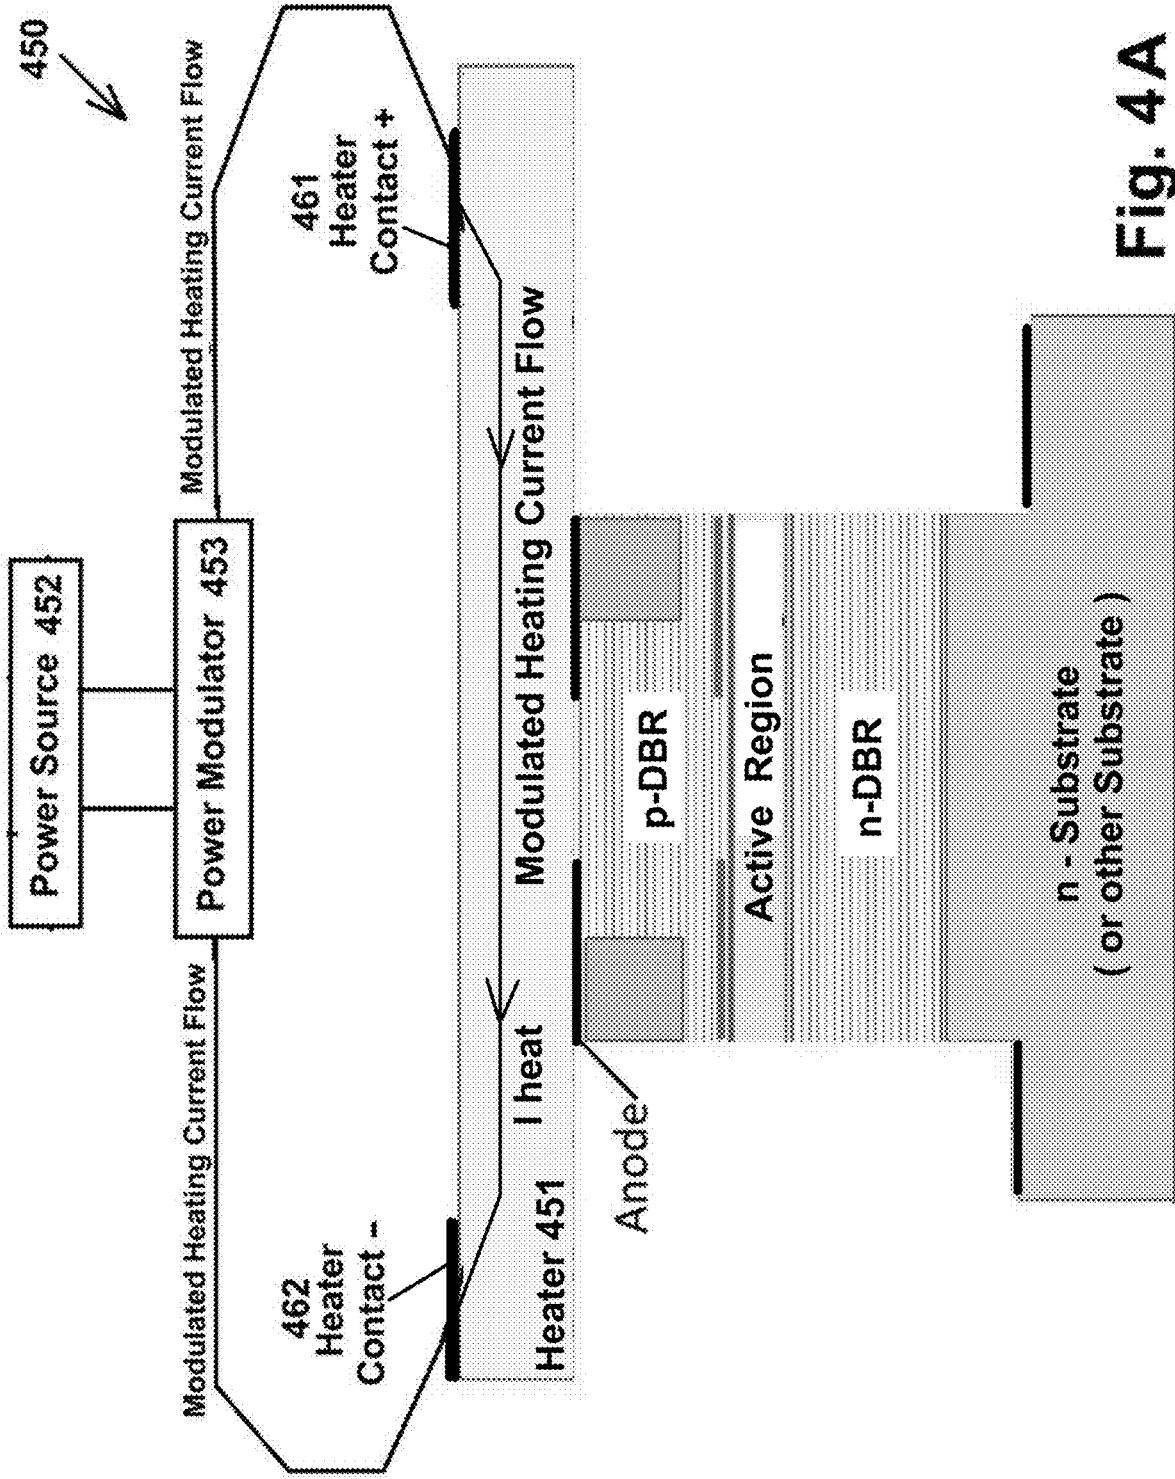 450
Power Source 452
Power Modulator 453
Modulated Heating Current Flow
Modulated Heating Current Flow
462
Heater
Contact –
461
Heater
Contact +
I heat
Modulated Heating Current Flow
Heater 451
Anode
p-DBR
Active Region
n-DBR
n - Substrate
( or other Substrate )
Fig. 4A